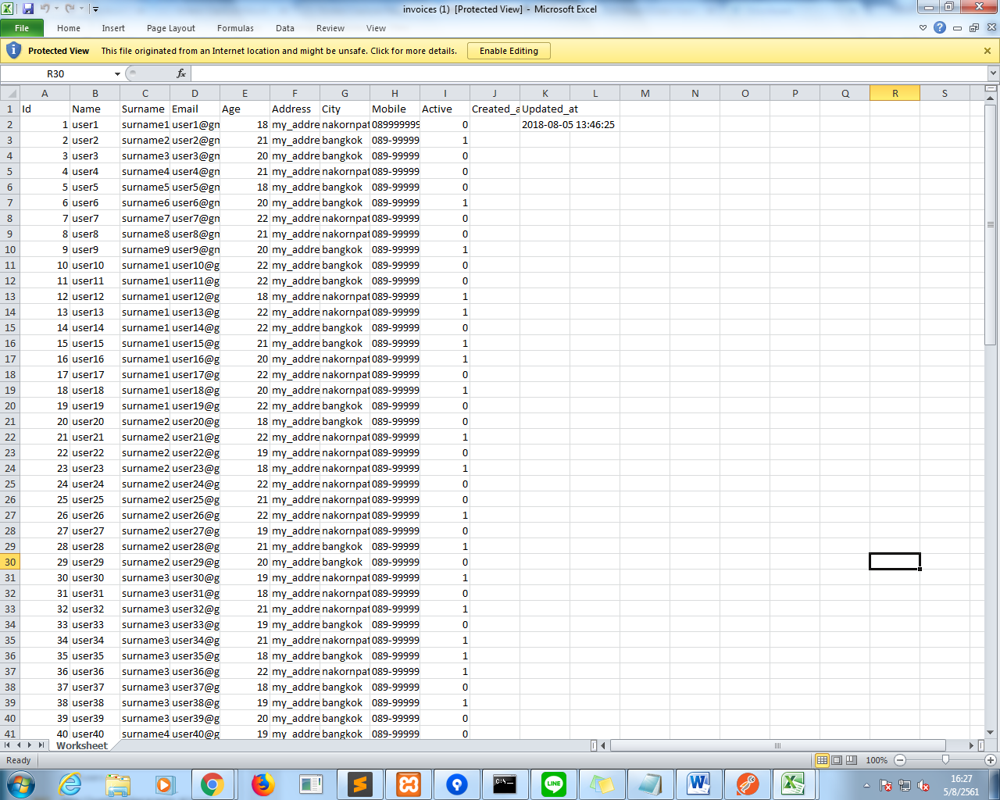 invoices (1) [Protected View] - Microsoft Excel
File Home Insert Page Layout Formulas Data Review View
Protected View This file originated from an Internet location and might be unsafe. Click for more details. Enable Editing
R30 fx
A B C D E F G H I J K L M N O P Q R S
1 Id Name Surname Email Age Address City Mobile Active Created_a Updated_at
2 1 user1 surname1 user1@gm 18 my_addre nakornpat 089999999 0 2018-08-05 13:46:25
3 2 user2 surname2 user2@gm 21 my_addre bangkok 089-99999 1
4 3 user3 surname3 user3@gm 20 my_addre bangkok 089-99999 0
5 4 user4 surname4 user4@gm 21 my_addre nakornpat 089-99999 0
6 5 user5 surname5 user5@gm 18 my_addre bangkok 089-99999 0
7 6 user6 surname6 user6@gm 20 my_addre bangkok 089-99999 1
8 7 user7 surname7 user7@gm 22 my_addre nakornpat 089-99999 0
9 8 user8 surname8 user8@gm 21 my_addre nakornpat 089-99999 0
10 9 user9 surname9 user9@gm 20 my_addre bangkok 089-99999 1
11 10 user10 surname1 user10@g 22 my_addre bangkok 089-99999 0
12 11 user11 surname1 user11@g 22 my_addre bangkok 089-99999 0
13 12 user12 surname1 user12@g 18 my_addre nakornpat 089-99999 1
14 13 user13 surname1 user13@g 22 my_addre nakornpat 089-99999 1
15 14 user14 surname1 user14@g 22 my_addre bangkok 089-99999 0
16 15 user15 surname1 user15@g 21 my_addre bangkok 089-99999 1
17 16 user16 surname1 user16@g 20 my_addre nakornpat 089-99999 1
18 17 user17 surname1 user17@g 22 my_addre nakornpat 089-99999 0
19 18 user18 surname1 user18@g 20 my_addre nakornpat 089-99999 1
20 19 user19 surname1 user19@g 22 my_addre bangkok 089-99999 0
21 20 user20 surname2 user20@g 18 my_addre bangkok 089-99999 0
22 21 user21 surname2 user21@g 22 my_addre nakornpat 089-99999 1
23 22 user22 surname2 user22@g 19 my_addre nakornpat 089-99999 0
24 23 user23 surname2 user23@g 18 my_addre nakornpat 089-99999 1
25 24 user24 surname2 user24@g 22 my_addre nakornpat 089-99999 0
26 25 user25 surname2 user25@g 21 my_addre nakornpat 089-99999 0
27 26 user26 surname2 user26@g 22 my_addre nakornpat 089-99999 1
28 27 user27 surname2 user27@g 19 my_addre nakornpat 089-99999 0
29 28 user28 surname2 user28@g 21 my_addre bangkok 089-99999 1
30 29 user29 surname2 user29@g 20 my_addre bangkok 089-99999 0
31 30 user30 surname3 user30@g 19 my_addre nakornpat 089-99999 1
32 31 user31 surname3 user31@g 18 my_addre nakornpat 089-99999 0
33 32 user32 surname3 user32@g 21 my_addre nakornpat 089-99999 1
34 33 user33 surname3 user33@g 19 my_addre bangkok 089-99999 0
35 34 user34 surname3 user34@g 21 my_addre nakornpat 089-99999 1
36 35 user35 surname3 user35@g 18 my_addre bangkok 089-99999 1
37 36 user36 surname3 user36@g 22 my_addre nakornpat 089-99999 1
38 37 user37 surname3 user37@g 18 my_addre bangkok 089-99999 0
39 38 user38 surname3 user38@g 19 my_addre bangkok 089-99999 1
40 39 user39 surname3 user39@g 20 my_addre bangkok 089-99999 0
41 40 user40 surname4 user40@g 19 my_addre bangkok 089-99999 0
Worksheet
Ready 100%
LINE
16:27
5/8/2561